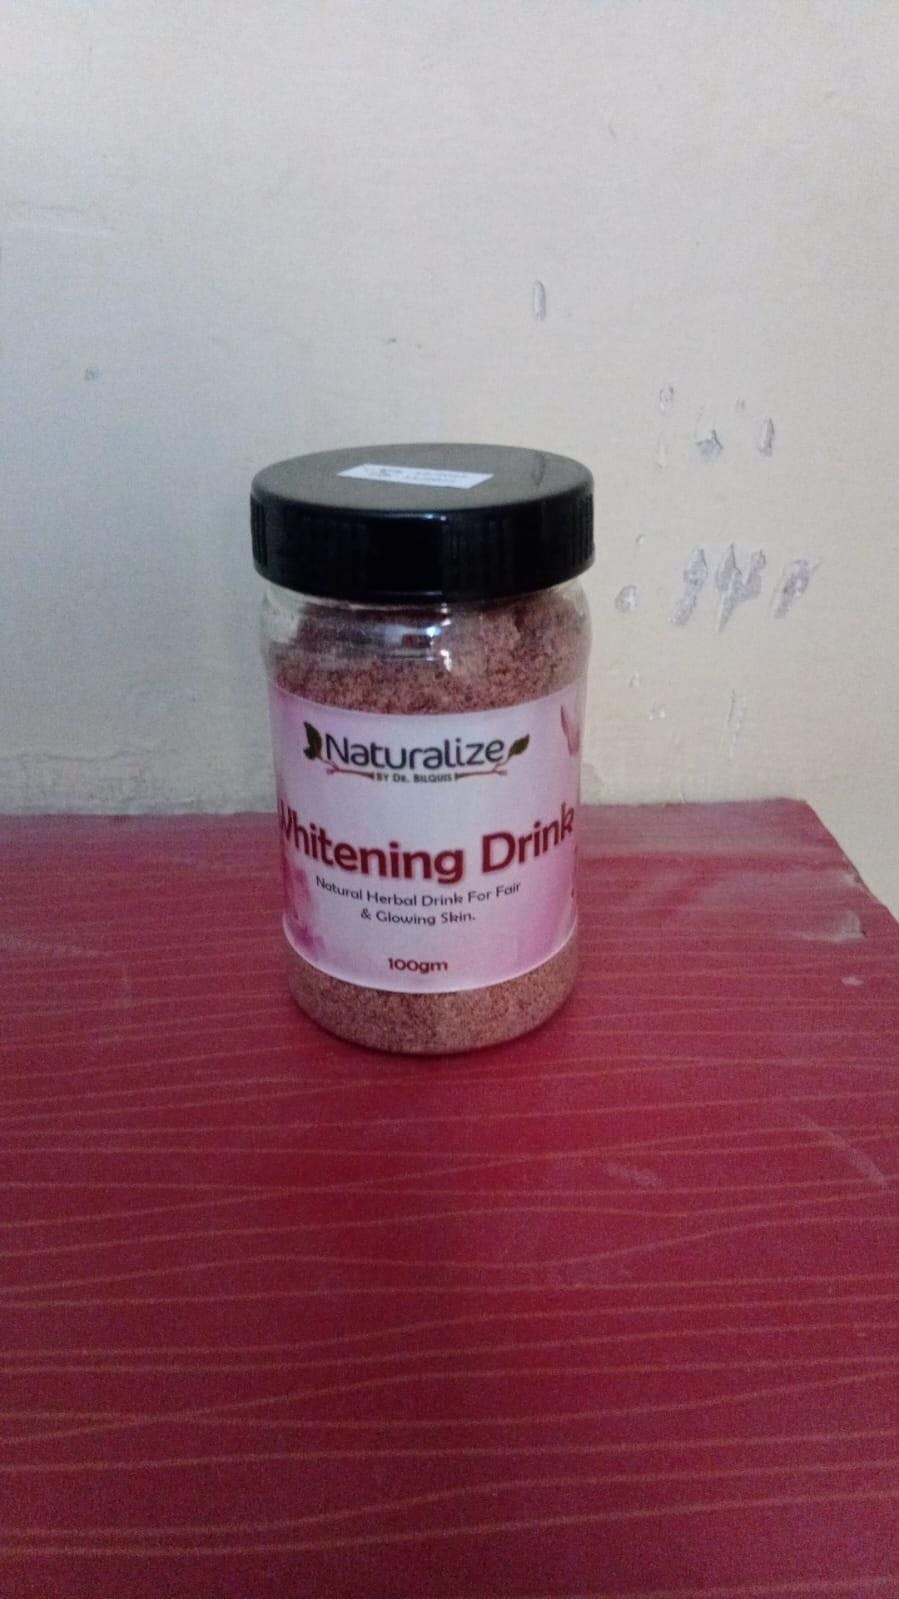 Naturalize
BY DR. BILQUIS
Whitening Drink
Natural Herbal Drink For Fair
& Glowing Skin.
100gm